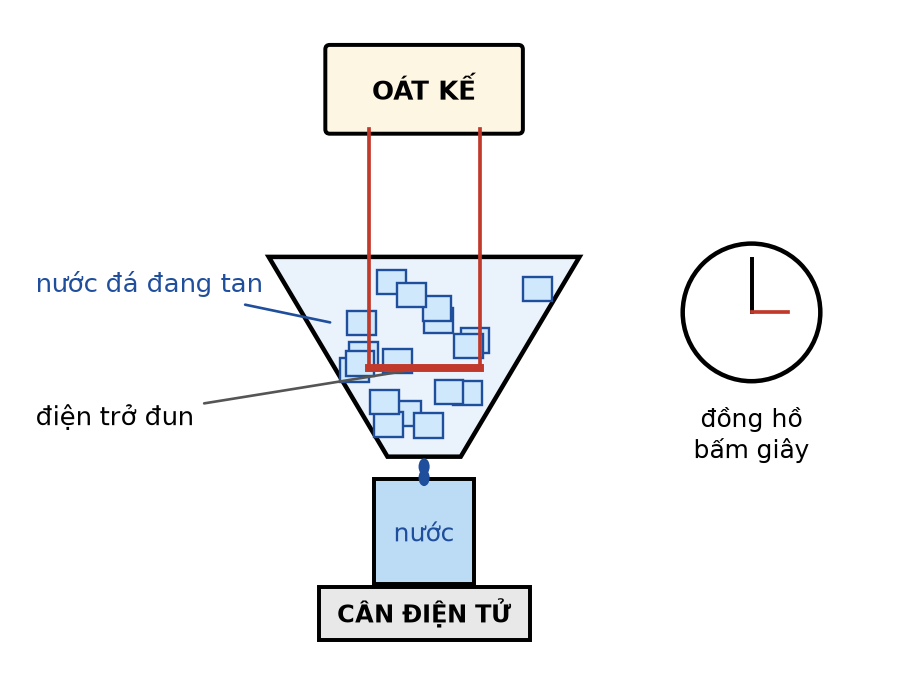 OÁT KẾ
nước đá đang tan
điện trở đun
đồng hồ
bấm giây
nước
CÂN ĐIỆN TỬ